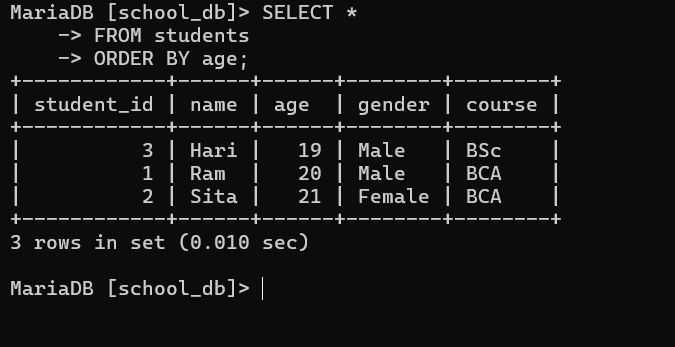 MariaDB [school_db]> SELECT *
    -> FROM students
    -> ORDER BY age;
+------------+------+------+--------+--------+
| student_id | name | age  | gender | course |
+------------+------+------+--------+--------+
|          3 | Hari |   19 | Male   | BSc    |
|          1 | Ram  |   20 | Male   | BCA    |
|          2 | Sita |   21 | Female | BCA    |
+------------+------+------+--------+--------+
3 rows in set (0.010 sec)
MariaDB [school_db]>